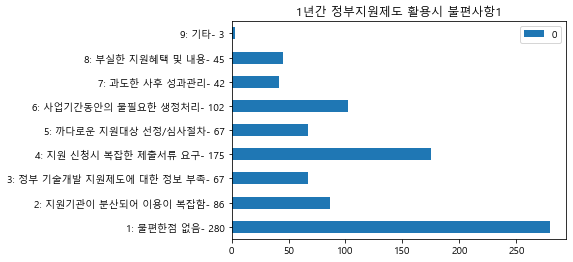 1년간 정부지원제도 활용시 불편사항1
0
9: 기타- 3
8: 부실한 지원혜택 및 내용- 45
7: 과도한 사후 성과관리- 42
6: 사업기간동안의 불필요한 생정처리- 102
5: 까다로운 지원대상 선정/심사절차- 67
4: 지원 신청시 복잡한 제출서류 요구- 175
3: 정부 기술개발 지원제도에 대한 정보 부족- 67
2: 지원기관이 분산되어 이용이 복잡함- 86
1: 불편한점 없음- 280
0 50 100 150 200 250